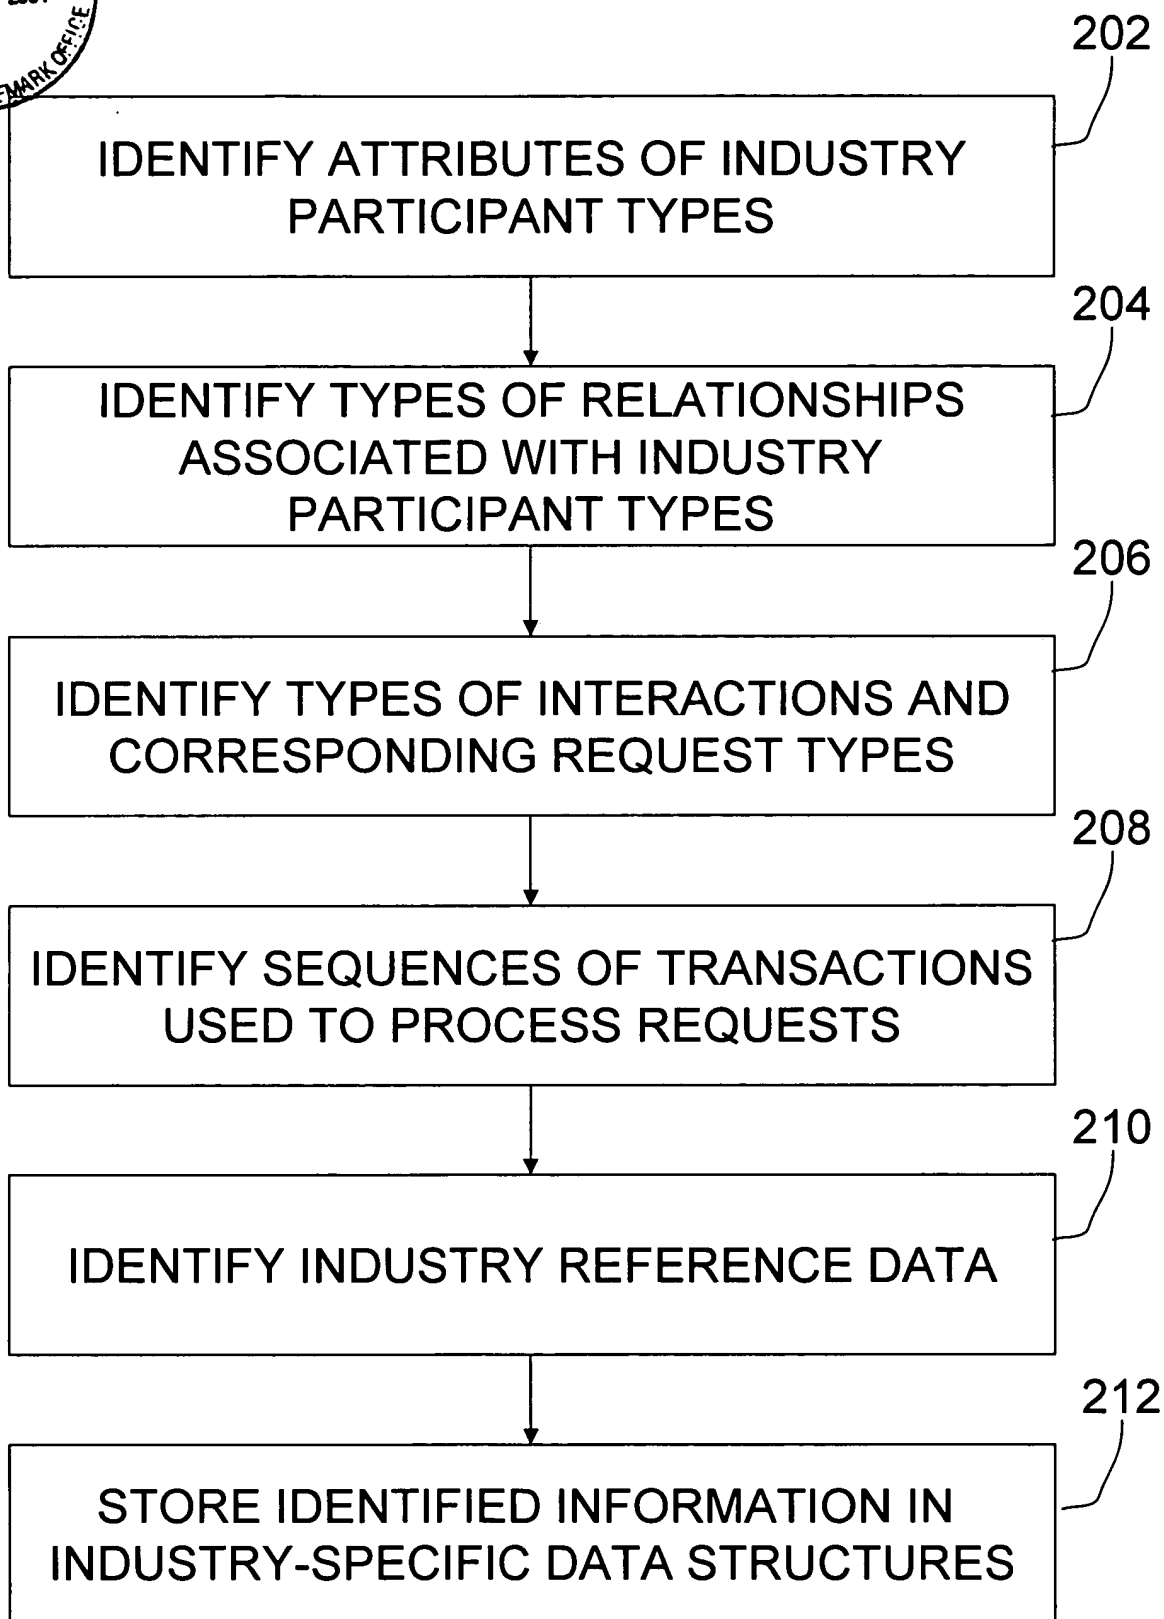 MARK OFFICE
202
IDENTIFY ATTRIBUTES OF INDUSTRY
PARTICIPANT TYPES
204
IDENTIFY TYPES OF RELATIONSHIPS
ASSOCIATED WITH INDUSTRY
PARTICIPANT TYPES
206
IDENTIFY TYPES OF INTERACTIONS AND
CORRESPONDING REQUEST TYPES
208
IDENTIFY SEQUENCES OF TRANSACTIONS
USED TO PROCESS REQUESTS
210
IDENTIFY INDUSTRY REFERENCE DATA
212
STORE IDENTIFIED INFORMATION IN
INDUSTRY-SPECIFIC DATA STRUCTURES